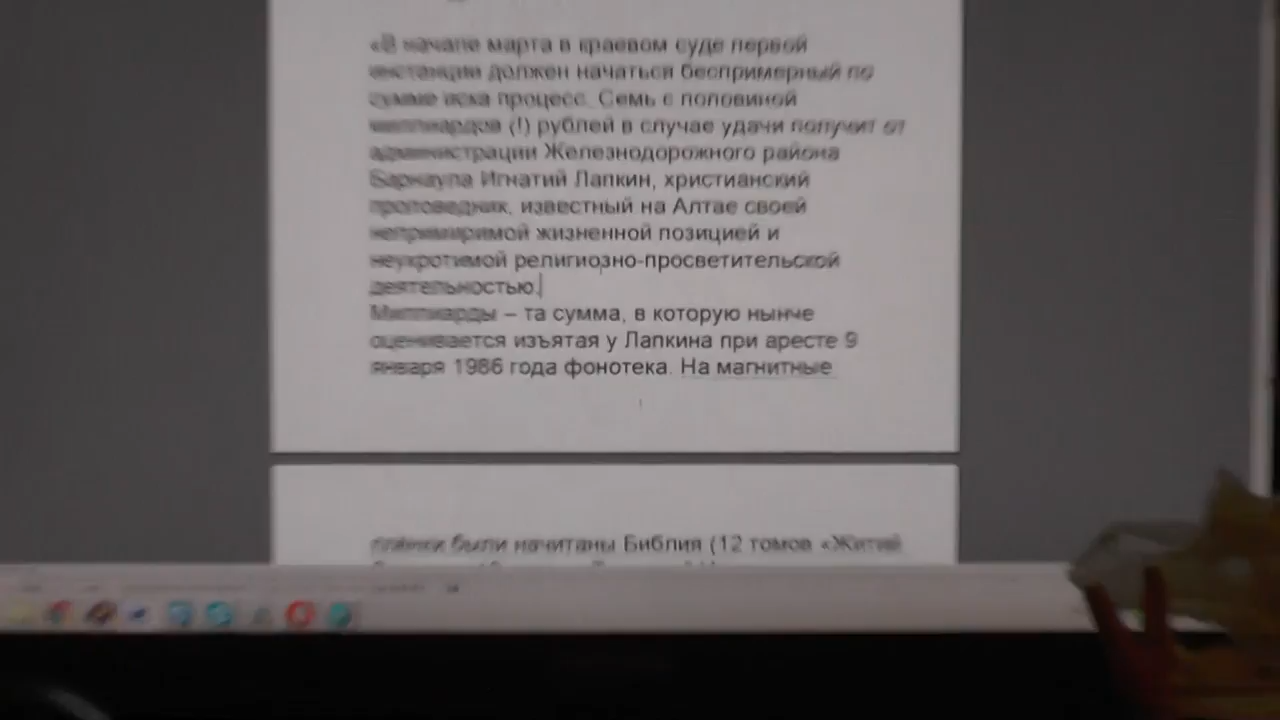 «В начале марта в краевом суде первой
инстанции должен начаться беспримерный по
сумме иска процесс. Семь с половиной
миллиардов (!) рублей в случае удачи получит от
администрации Железнодорожного района
Барнаула Игнатий Лапкин, христианский
проповедник, известный на Алтае своей
непримиримой жизненной позицией и
неукротимой религиозно-просветительской
деятельностью.
Миллиарды – та сумма, в которую нынче
оценивается изъятая у Лапкина при аресте 9
января 1986 года фонотека. На магнитные
плёнки были начитаны Библия (12 томов «Житий